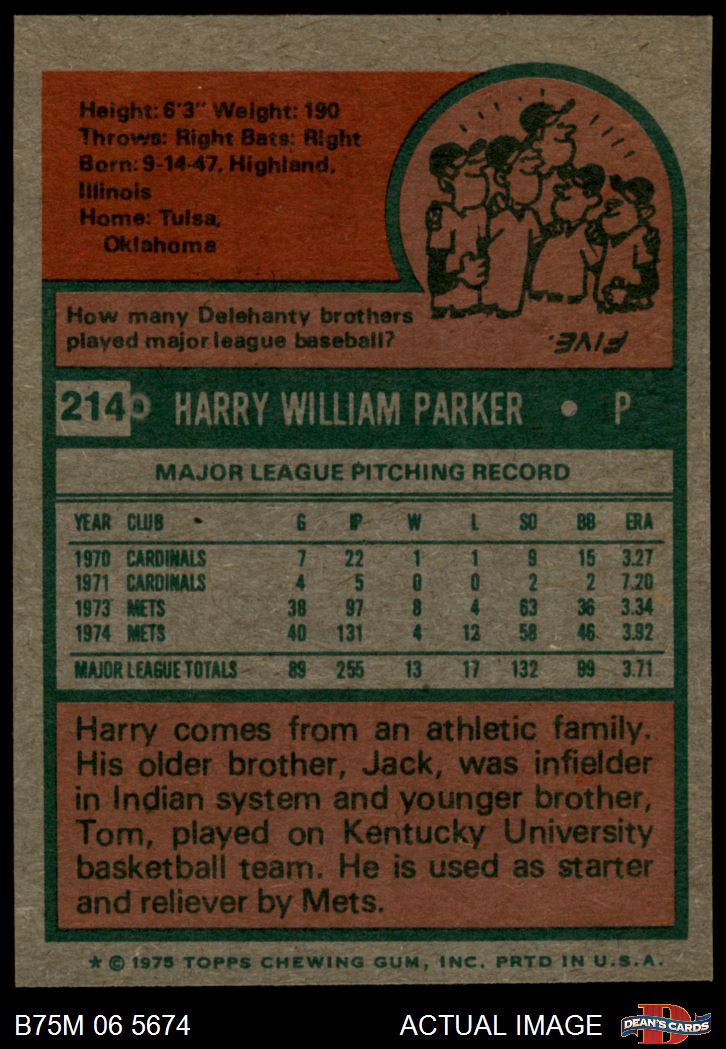 Height: 6'3" Weight: 190
Throws: Right Bats: Right
Born: 9-14-47, Highland,
Illinois
Home: Tulsa,
Oklahoma
How many Delehanty brothers
played major league baseball?
FIVE.
214 HARRY WILLIAM PARKER • P
MAJOR LEAGUE PITCHING RECORD
YEAR CLUB G IP W L SO BB ERA
1970 CARDINALS 7 22 1 1 9 15 3.27
1971 CARDINALS 4 5 0 0 2 2 7.20
1973 METS 38 97 8 4 63 36 3.34
1974 METS 40 131 4 12 58 46 3.92
MAJOR LEAGUE TOTALS 89 255 13 17 132 99 3.71
Harry comes from an athletic family.
His older brother, Jack, was infielder
in Indian system and younger brother,
Tom, played on Kentucky University
basketball team. He is used as starter
and reliever by Mets.
* © 1975 TOPPS CHEWING GUM, INC. PRTD IN U.S.A.
B75M 06 5674 ACTUAL IMAGE
D
DEAN'S CARDS